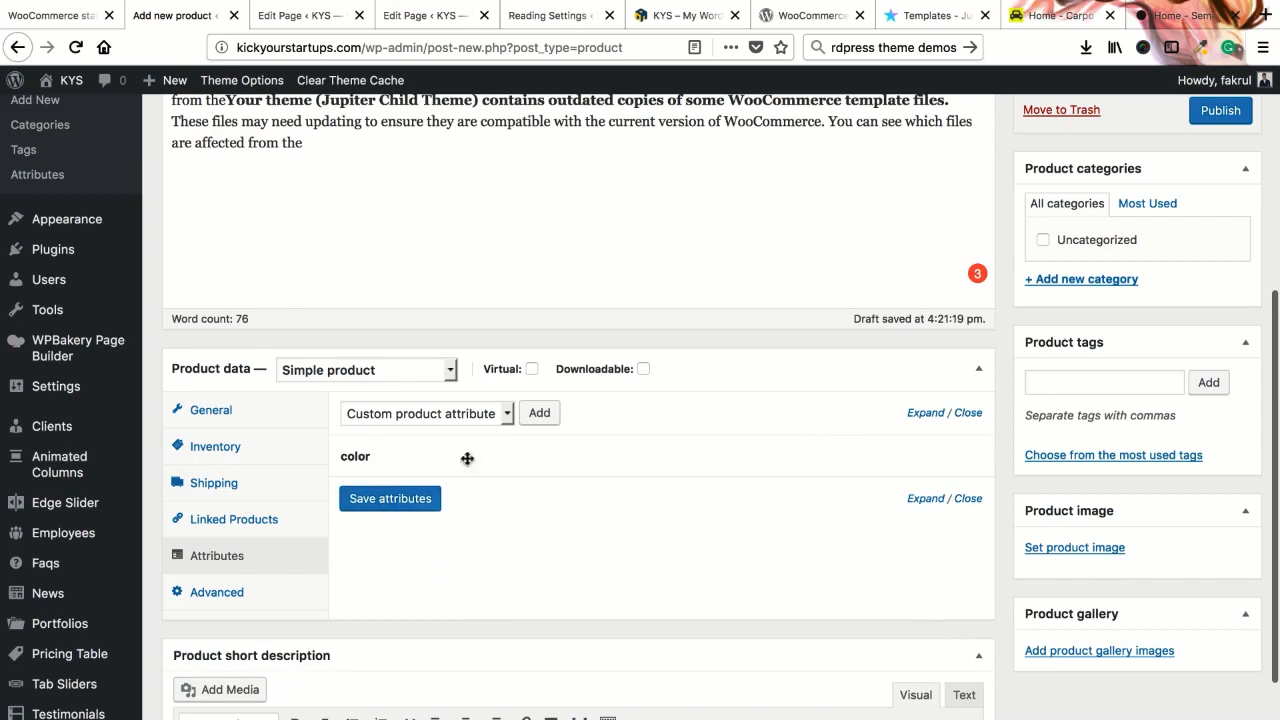 WooCommerce sta
Add new product ‹
Edit Page ‹ KYS —
Edit Page ‹ KYS —
Reading Settings ‹
KYS – My Word
WooCommerce
Templates - Ju
Home - Carpo
Home - Sema
kickyourstartups.com/wp-admin/post-new.php?post_type=product
rdpress theme demos
KYS
0
New
Theme Options
Clear Theme Cache
Howdy, fakrul
Add New
Categories
Tags
Attributes
Appearance
Plugins
Users
Tools
WPBakery Page
Builder
Settings
Clients
Animated
Columns
Edge Slider
Employees
Faqs
News
Portfolios
Pricing Table
Tab Sliders
Testimonials
from theYour theme (Jupiter Child Theme) contains outdated copies of some WooCommerce template files.
These files may need updating to ensure they are compatible with the current version of WooCommerce. You can see which files
are affected from the
3
Word count: 76
Draft saved at 4:21:19 pm.
Product data —
Simple product
Virtual:
Downloadable:
General
Inventory
Shipping
Linked Products
Attributes
Advanced
Custom product attribute
Add
Expand / Close
color
Save attributes
Expand / Close
Product short description
Add Media
Visual
Text
Move to Trash
Publish
Product categories
All categories
Most Used
Uncategorized
+ Add new category
Product tags
Add
Separate tags with commas
Choose from the most used tags
Product image
Set product image
Product gallery
Add product gallery images